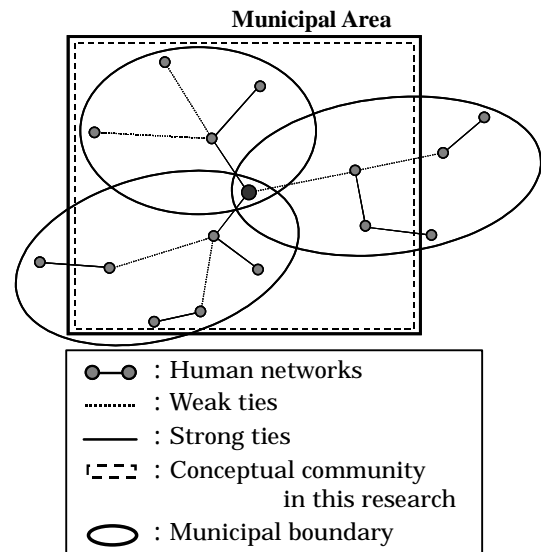 Municipal Area
: Human networks
: Weak ties
: Strong ties
: Conceptual community
in this research
: Municipal boundary